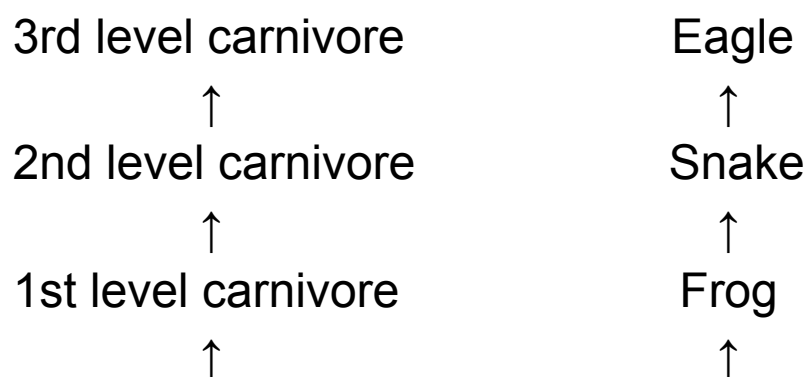 3rd level carnivore Eagle
↑ ↑
2nd level carnivore Snake
↑ ↑
1st level carnivore Frog
↑ ↑